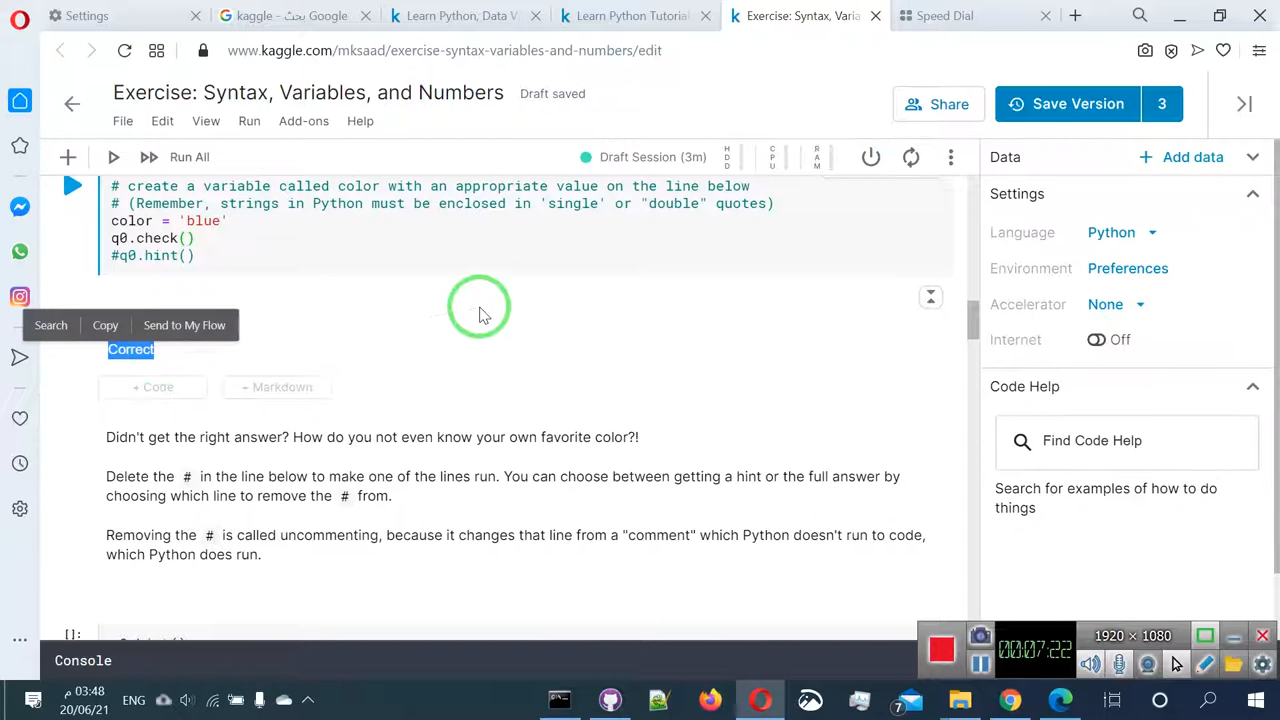 Settings
kaggle - بحث Google
Learn Python, Data V
Learn Python Tutorial
Exercise: Syntax, Varia
Speed Dial
www.kaggle.com/mksaad/exercise-syntax-variables-and-numbers/edit
Exercise: Syntax, Variables, and Numbers
Draft saved
Share
Save Version
3
File
Edit
View
Run
Add-ons
Help
Run All
Draft Session (3m)
HDD
CPU
RAM
Data
Add data
# create a variable called color with an appropriate value on the line below
# (Remember, strings in Python must be enclosed in 'single' or "double" quotes)
color = 'blue'
q0.check()
#q0.hint()
Settings
Language
Python
Environment
Preferences
Accelerator
None
Internet
Off
Search
Copy
Send to My Flow
Correct
+ Code
+ Markdown
Code Help
Find Code Help
Search for examples of how to do
things
Didn't get the right answer? How do you not even know your own favorite color?!
Delete the # in the line below to make one of the lines run. You can choose between getting a hint or the full answer by
choosing which line to remove the # from.
Removing the # is called uncommenting, because it changes that line from a "comment" which Python doesn't run to code,
which Python does run.
[]:
Console
1920 × 1080
00:07:22
03:48 م
20/06/21
ENG
7